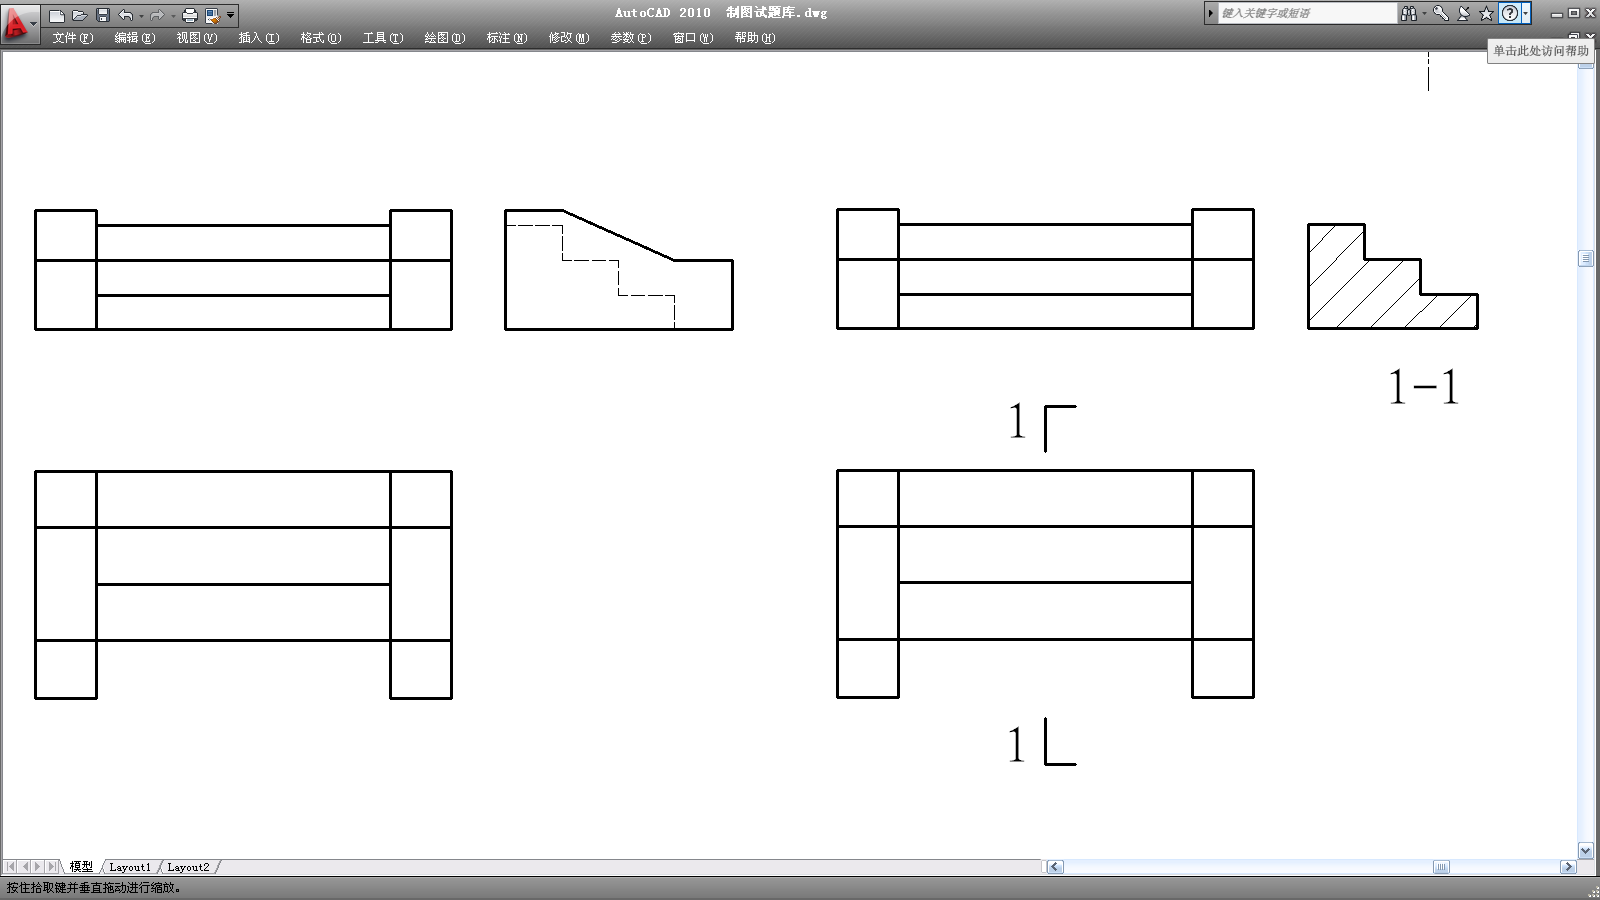 AutoCAD 2010 制图试题库.dwg
键入关键字或短语
文件(F) 编辑(E) 视图(V) 插入(I) 格式(O) 工具(T) 绘图(D) 标注(N) 修改(M) 参数(P) 窗口(W) 帮助(H)
单击此处访问帮助
1-1
1
1
模型 Layout1 Layout2
按住拾取键并垂直拖动进行缩放。